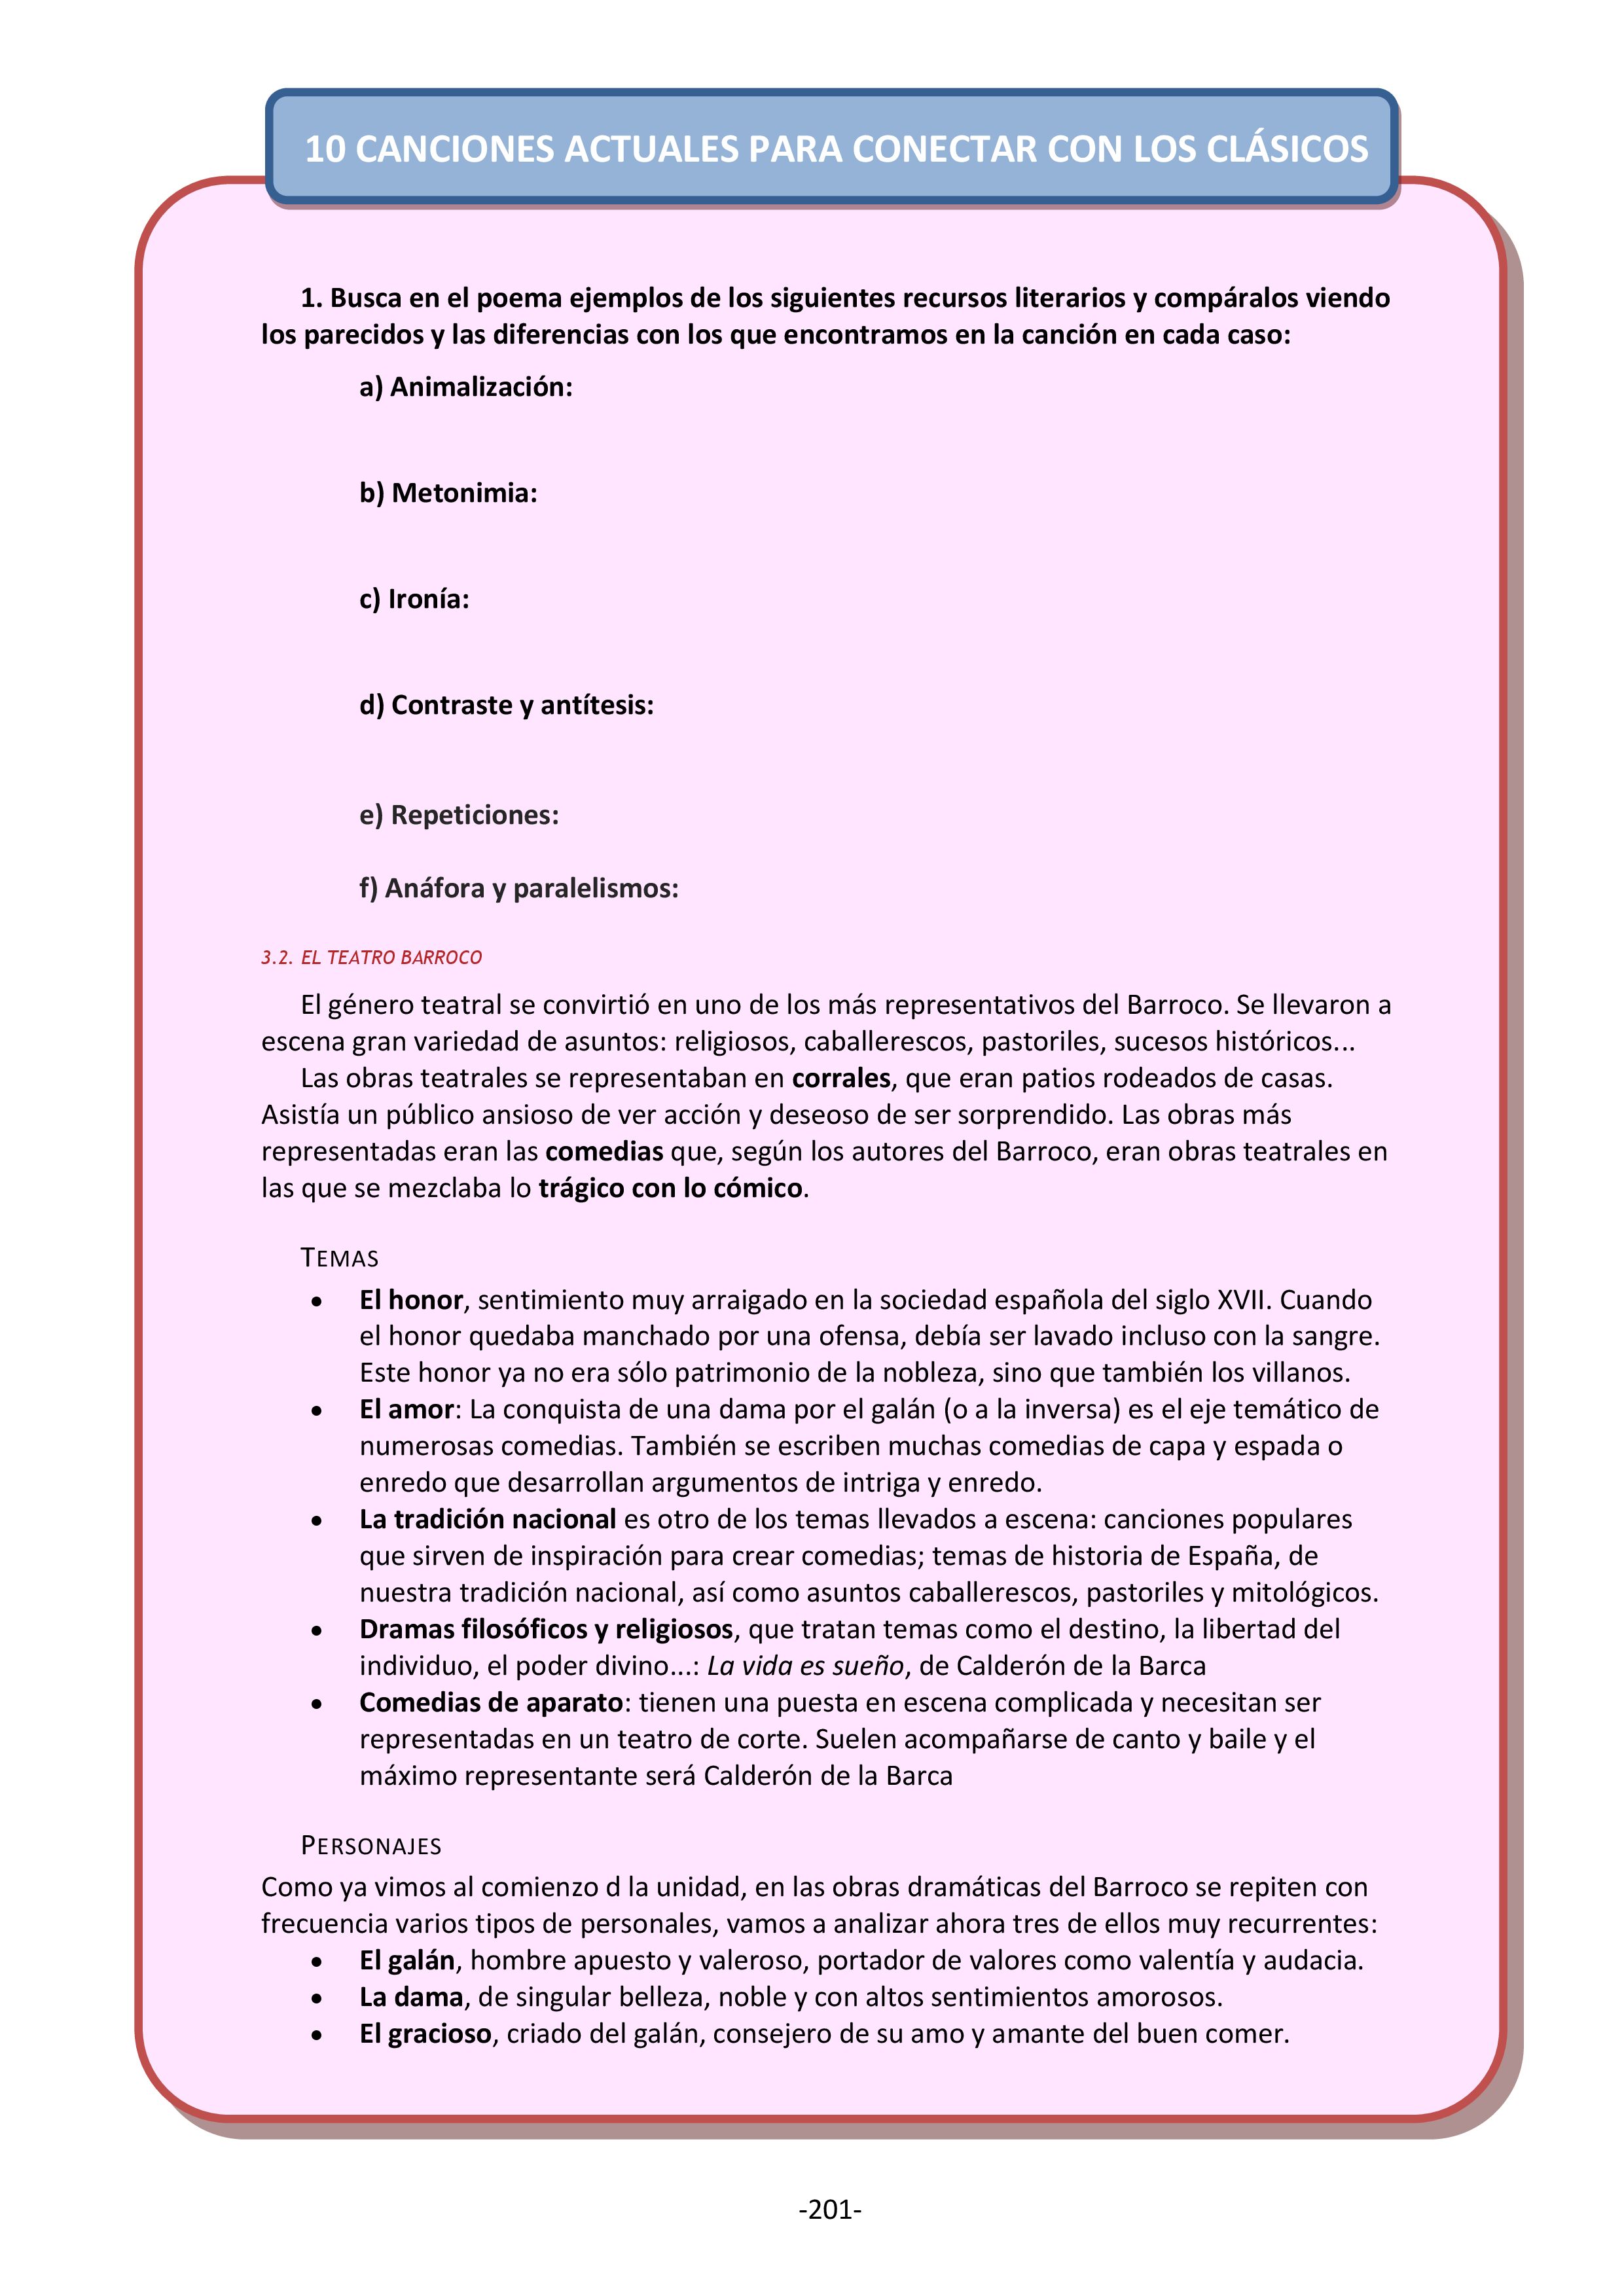 10 CANCIONES ACTUALES PARA CONECTAR CON LOS CLÁSICOS
1. Busca en el poema ejemplos de los siguientes recursos literarios y compáralos viendo
los parecidos y las diferencias con los que encontramos en la canción en cada caso:
a) Animalización:
b) Metonimia:
c) Ironía:
d) Contraste y antítesis:
e) Repeticiones:
f) Anáfora y paralelismos:
3.2. EL TEATRO BARROCO
El género teatral se convirtió en uno de los más representativos del Barroco. Se llevaron a
escena gran variedad de asuntos: religiosos, caballerescos, pastoriles, sucesos históricos...
Las obras teatrales se representaban en corrales, que eran patios rodeados de casas.
Asistía un público ansioso de ver acción y deseoso de ser sorprendido. Las obras más
representadas eran las comedias que, según los autores del Barroco, eran obras teatrales en
las que se mezclaba lo trágico con lo cómico.
TEMAS
• El honor, sentimiento muy arraigado en la sociedad española del siglo XVII. Cuando
el honor quedaba manchado por una ofensa, debía ser lavado incluso con la sangre.
Este honor ya no era sólo patrimonio de la nobleza, sino que también los villanos.
• El amor: La conquista de una dama por el galán (o a la inversa) es el eje temático de
numerosas comedias. También se escriben muchas comedias de capa y espada o
enredo que desarrollan argumentos de intriga y enredo.
• La tradición nacional es otro de los temas llevados a escena: canciones populares
que sirven de inspiración para crear comedias; temas de historia de España, de
nuestra tradición nacional, así como asuntos caballerescos, pastoriles y mitológicos.
• Dramas filosóficos y religiosos, que tratan temas como el destino, la libertad del
individuo, el poder divino...: La vida es sueño, de Calderón de la Barca
• Comedias de aparato: tienen una puesta en escena complicada y necesitan ser
representadas en un teatro de corte. Suelen acompañarse de canto y baile y el
máximo representante será Calderón de la Barca
PERSONAJES
Como ya vimos al comienzo d la unidad, en las obras dramáticas del Barroco se repiten con
frecuencia varios tipos de personales, vamos a analizar ahora tres de ellos muy recurrentes:
• El galán, hombre apuesto y valeroso, portador de valores como valentía y audacia.
• La dama, de singular belleza, noble y con altos sentimientos amorosos.
• El gracioso, criado del galán, consejero de su amo y amante del buen comer.
-201-